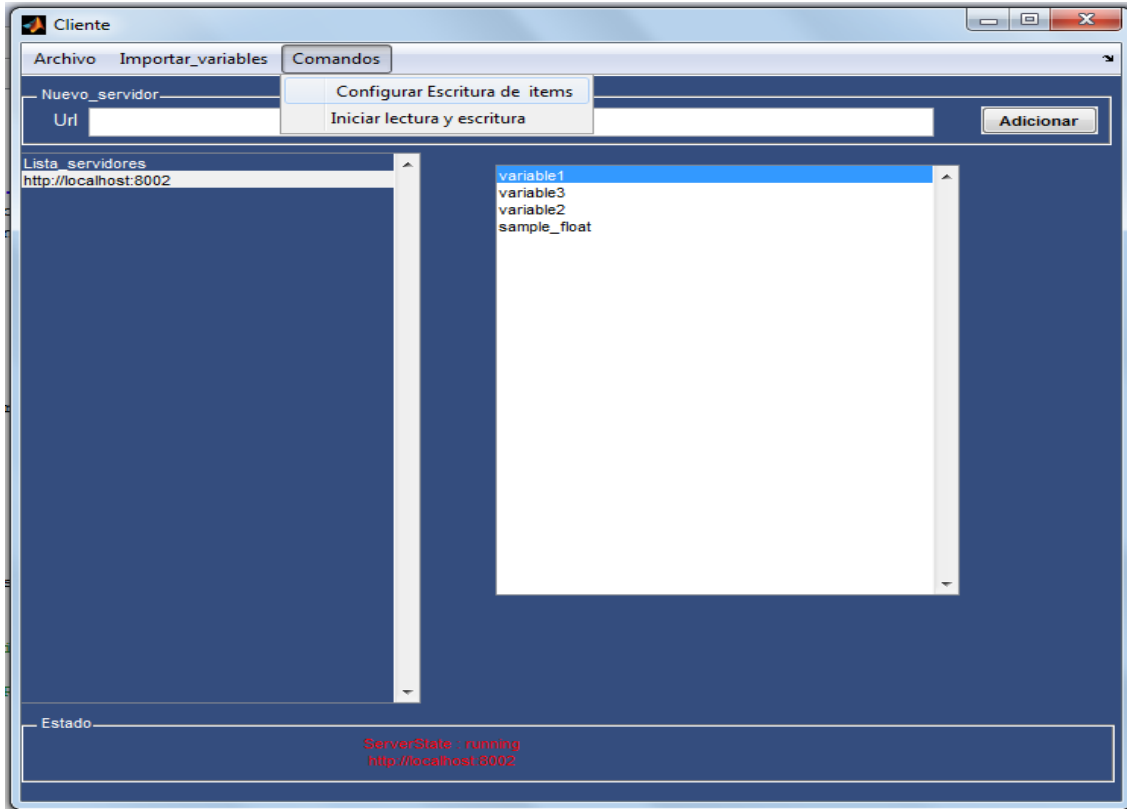 Cliente
Archivo Importar_variables Comandos
Configurar Escritura de items
Iniciar lectura y escritura
Nuevo_servidor
Url
Adicionar
Lista_servidores
http://localhost:8002
variable1
variable3
variable2
sample_float
Estado
ServerState : running
http://localhost:8002